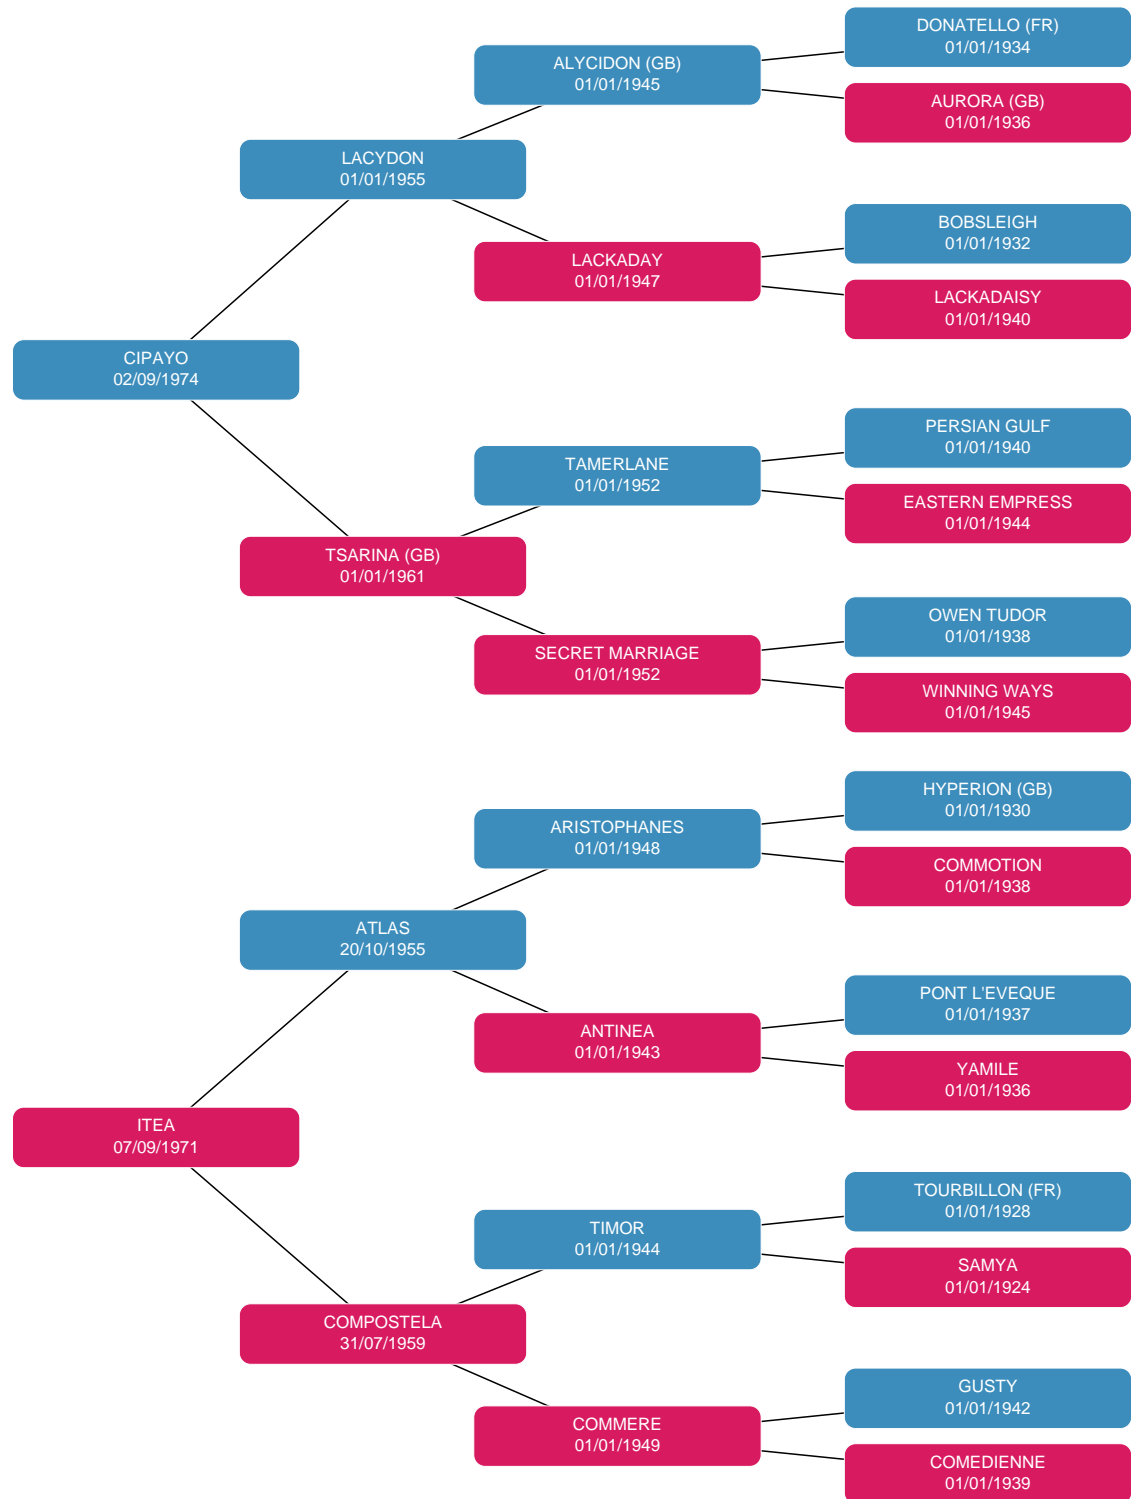 DONATELLO (FR)
01/01/1934
ALYCIDON (GB)
01/01/1945
AURORA (GB)
01/01/1936
LACYDON
01/01/1955
BOBSLEIGH
01/01/1932
LACKADAY
01/01/1947
LACKADAISY
01/01/1940
CIPAYO
02/09/1974
PERSIAN GULF
01/01/1940
TAMERLANE
01/01/1952
EASTERN EMPRESS
01/01/1944
TSARINA (GB)
01/01/1961
OWEN TUDOR
01/01/1938
SECRET MARRIAGE
01/01/1952
WINNING WAYS
01/01/1945
HYPERION (GB)
01/01/1930
ARISTOPHANES
01/01/1948
COMMOTION
01/01/1938
ATLAS
20/10/1955
PONT L'EVEQUE
01/01/1937
ANTINEA
01/01/1943
YAMILE
01/01/1936
ITEA
07/09/1971
TOURBILLON (FR)
01/01/1928
TIMOR
01/01/1944
SAMYA
01/01/1924
COMPOSTELA
31/07/1959
GUSTY
01/01/1942
COMMERE
01/01/1949
COMEDIENNE
01/01/1939